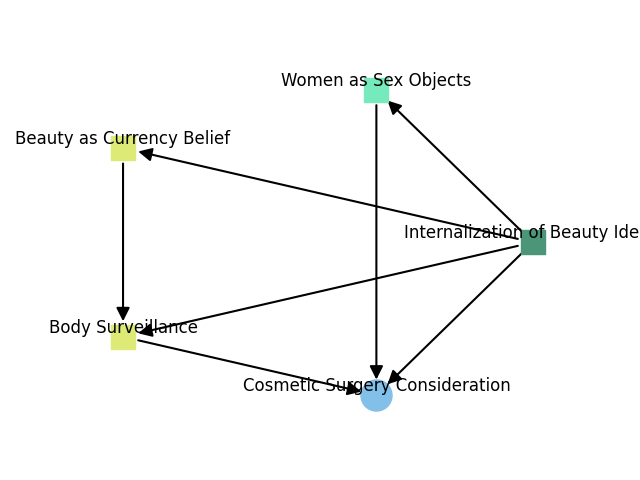 Women as Sex Objects
Beauty as Currency Belief
Internalization of Beauty Ide
Body Surveillance
Cosmetic Surgery Consideration